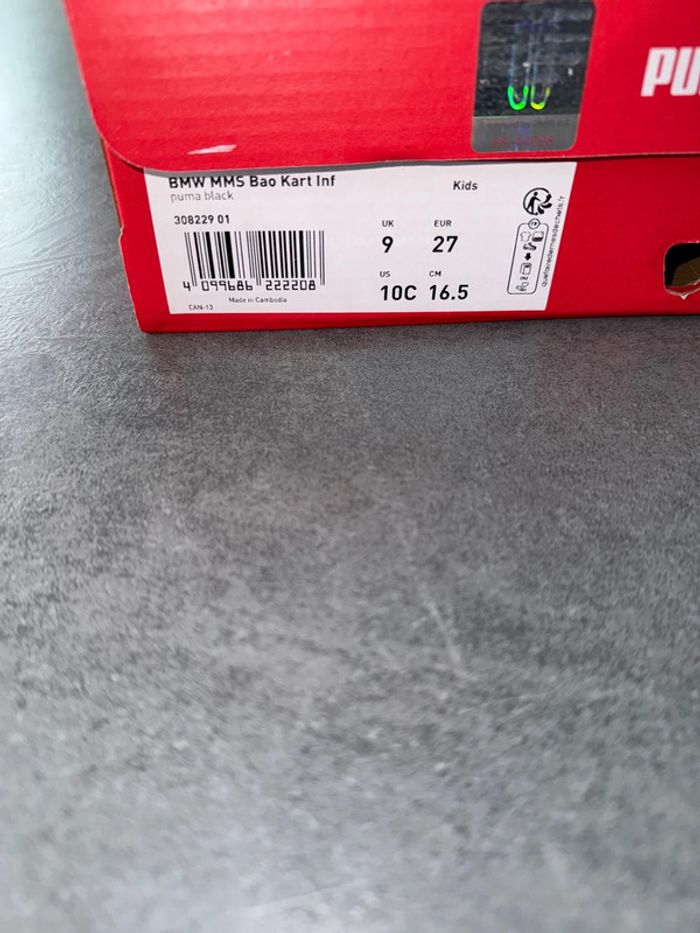 PU
BMW MMS Bao Kart Inf
Kids
puma black
308229 01
UK
9
EUR
27
US
10C
CM
16.5
4 099686 222208
EAN-13
Made in Cambodia
FR
quefairedemesdechets.fr